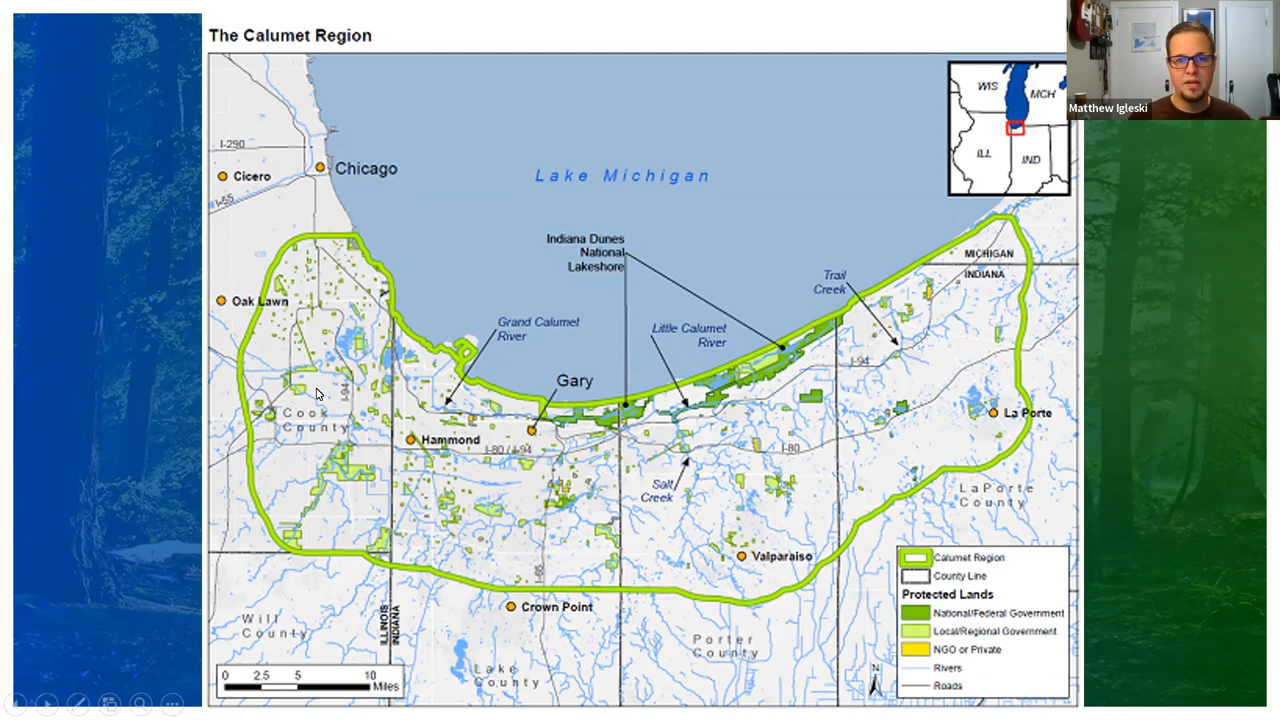 The Calumet Region
Matthew Igleski
WIS
MCH
ILL
IND
I-290
Cicero
Chicago
I-55
Lake Michigan
Indiana Dunes
National
Lakeshore
MICHIGAN
INDIANA
Trail
Creek
Oak Lawn
Grand Calumet
River
Little Calumet
River
I-94
Gary
I-94
Cook
County
La Porte
Hammond
I-80 / I-94
I-80
Salt
Creek
LaPorte
County
Valparaiso
I-65
Crown Point
ILLINOIS
INDIANA
Will
County
Porter
County
Lake
County
0 2.5 5 10
Miles
N
Calumet Region
County Line
Protected Lands
National/Federal Government
Local/Regional Government
NGO or Private
Rivers
Roads